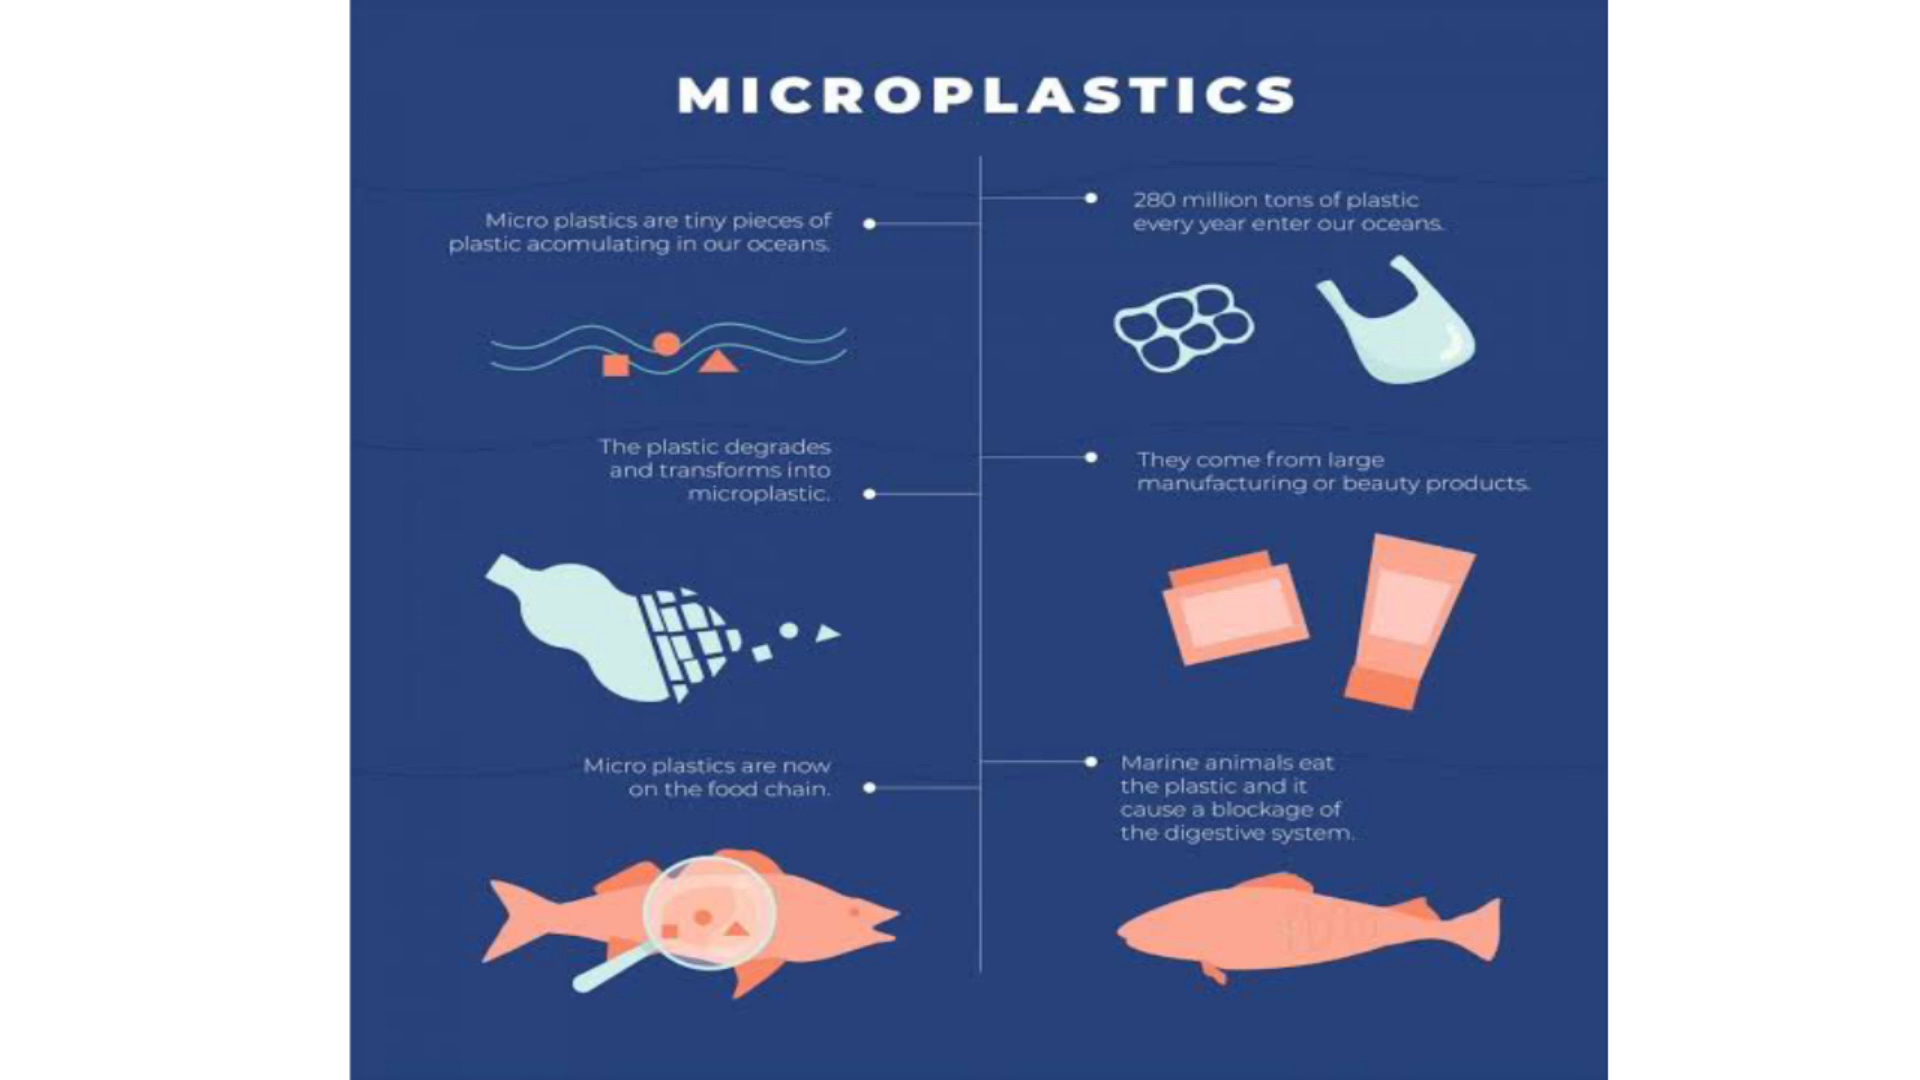 MICROPLASTICS
Micro plastics are tiny pieces of
plastic acomulating in our oceans.
280 million tons of plastic
every year enter our oceans.
The plastic degrades
and transforms into
microplastic.
They come from large
manufacturing or beauty products.
Micro plastics are now
on the food chain.
Marine animals eat
the plastic and it
cause a blockage of
the digestive system.